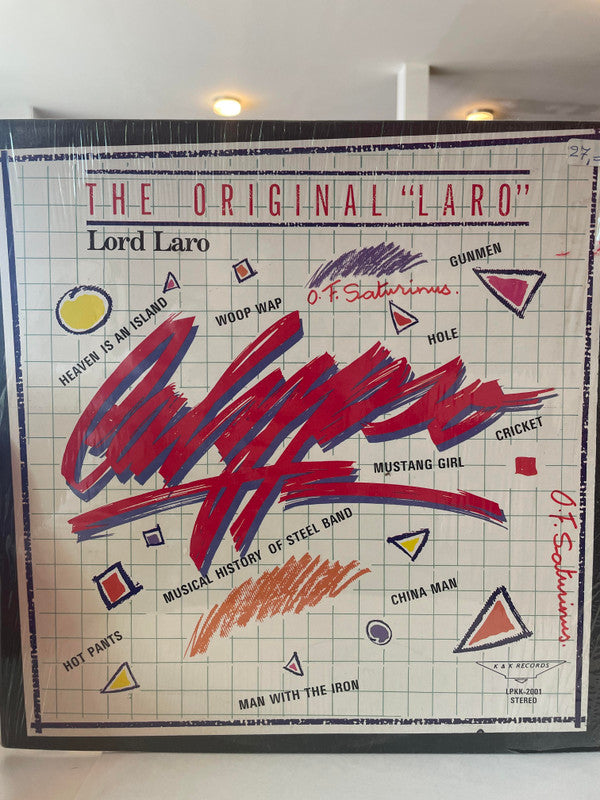 27,-
THE ORIGINAL "LARO"
Lord Laro
GUNMEN
O.F. Saturinus.
HEAVEN IS AN ISLAND
WOOP WAP
HOLE
Calypso
CRICKET
MUSTANG GIRL
O.F. Saturinus.
MUSICAL HISTORY OF STEEL BAND
CHINA MAN
HOT PANTS
K & K RECORDS
LPKK-2001
STEREO
MAN WITH THE IRON